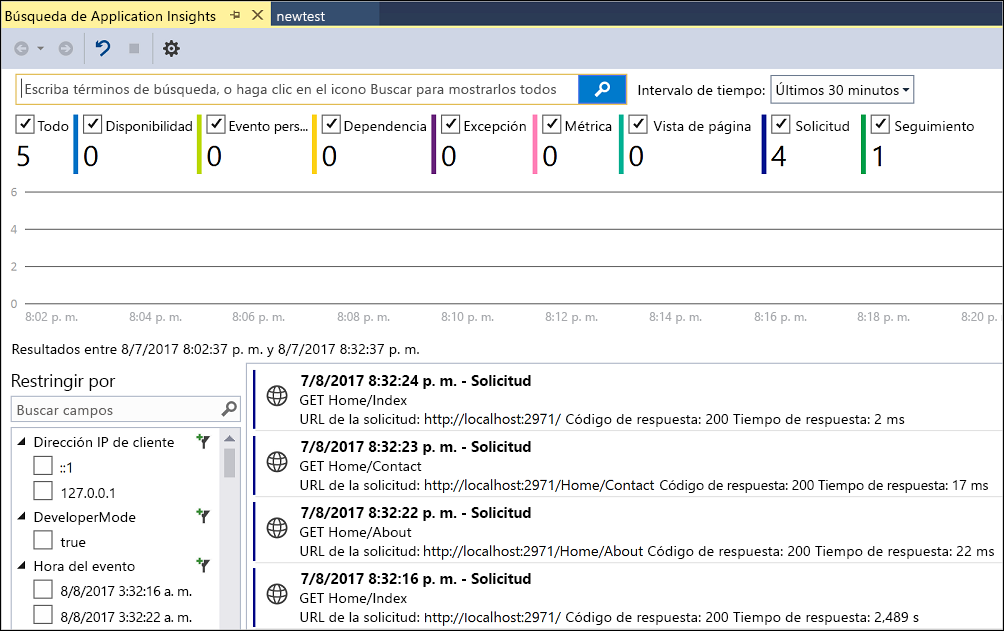 Búsqueda de Application Insights newtest
Escriba términos de búsqueda, o haga clic en el icono Buscar para mostrarlos todos Intervalo de tiempo: Últimos 30 minutos
Todo Disponibilidad Evento pers... Dependencia Excepción Métrica Vista de página Solicitud Seguimiento
5 0 0 0 0 0 0 4 1
6
4
2
0
8:02 p. m. 8:04 p. m. 8:06 p. m. 8:08 p. m. 8:10 p. m. 8:12 p. m. 8:14 p. m. 8:16 p. m. 8:18 p. m. 8:20 p.
Resultados entre 8/7/2017 8:02:37 p. m. y 8/7/2017 8:32:37 p. m.
Restringir por
Buscar campos
Dirección IP de cliente
::1
127.0.0.1
DeveloperMode
true
Hora del evento
8/8/2017 3:32:16 a. m.
8/8/2017 3:32:22 a. m.
7/8/2017 8:32:24 p. m. - Solicitud
GET Home/Index
URL de la solicitud: http://localhost:2971/ Código de respuesta: 200 Tiempo de respuesta: 2 ms
7/8/2017 8:32:23 p. m. - Solicitud
GET Home/Contact
URL de la solicitud: http://localhost:2971/Home/Contact Código de respuesta: 200 Tiempo de respuesta: 17 ms
7/8/2017 8:32:22 p. m. - Solicitud
GET Home/About
URL de la solicitud: http://localhost:2971/Home/About Código de respuesta: 200 Tiempo de respuesta: 22 ms
7/8/2017 8:32:16 p. m. - Solicitud
GET Home/Index
URL de la solicitud: http://localhost:2971/ Código de respuesta: 200 Tiempo de respuesta: 2,489 s